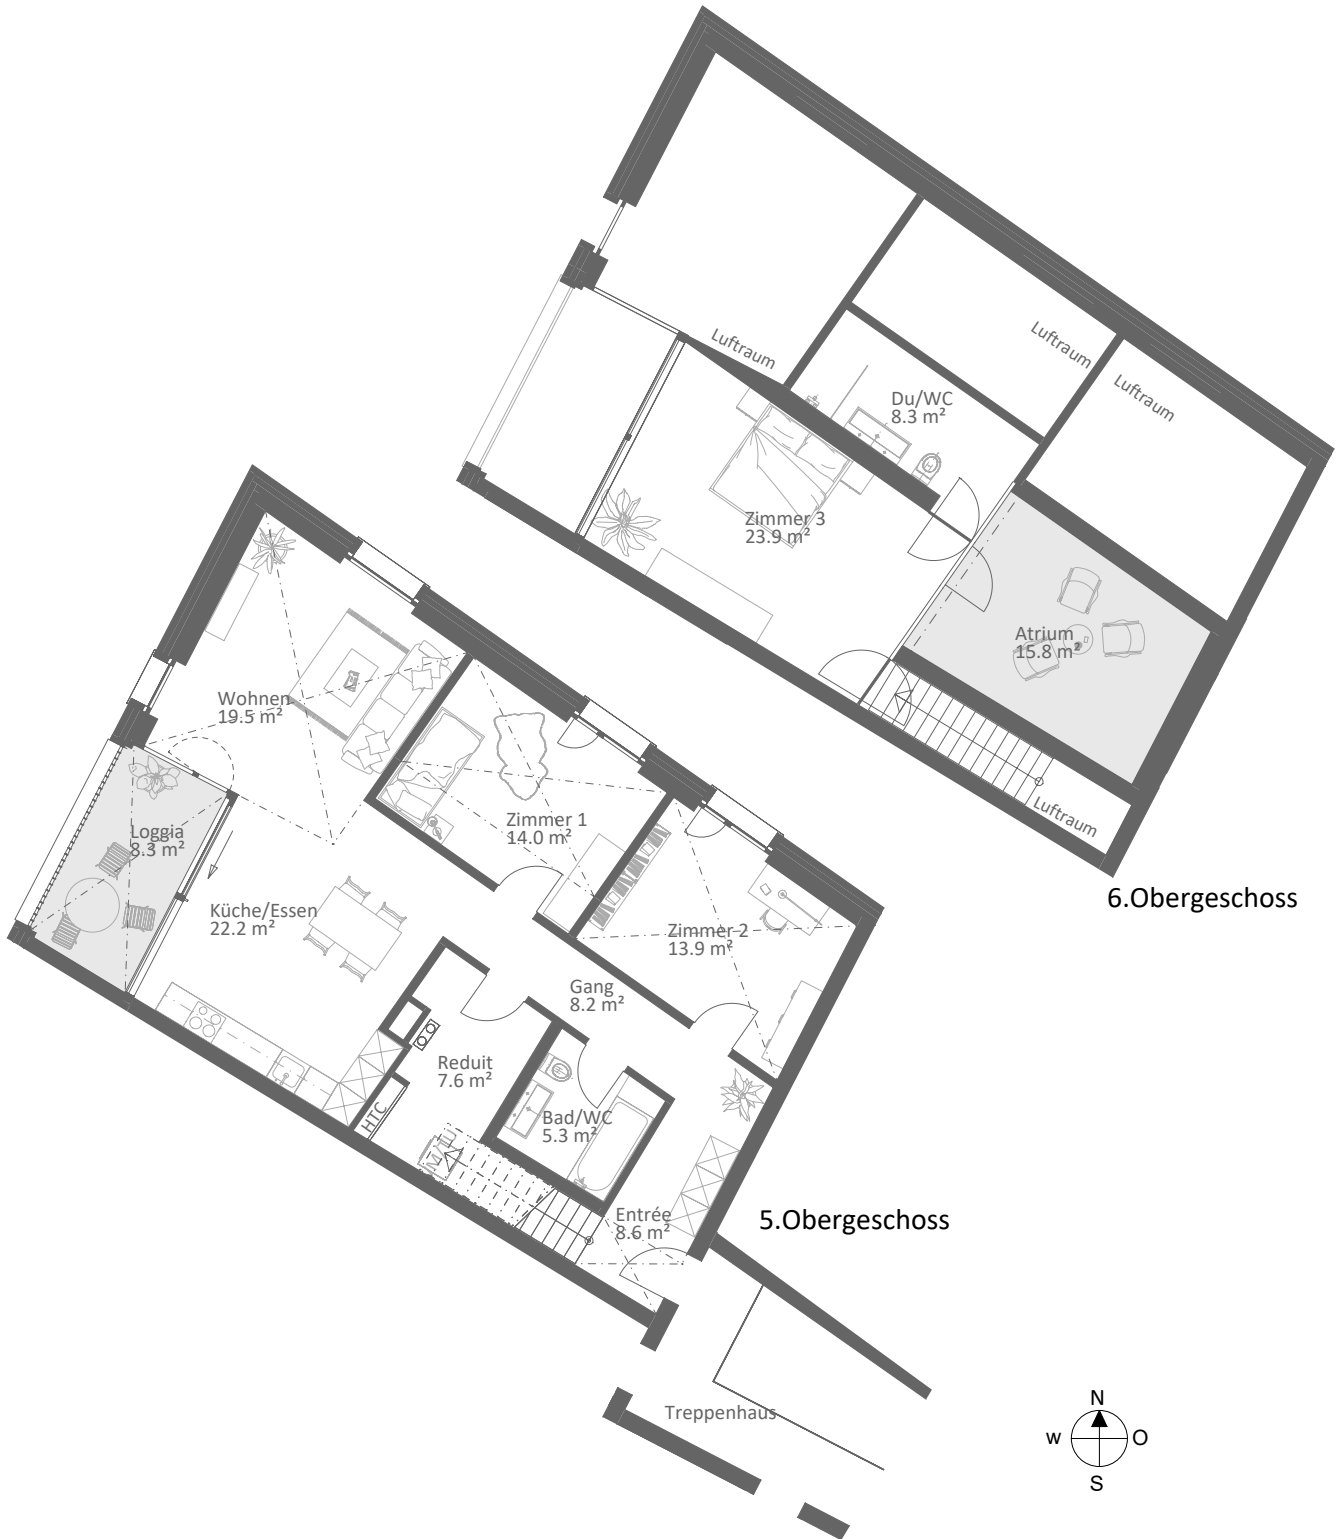 Luftraum
Luftraum
Luftraum
Du/WC
8.3 m²
Zimmer 3
23.9 m²
Atrium
15.8 m²
Luftraum
6.Obergeschoss
Wohnen
19.5 m²
Loggia
8.3 m²
Zimmer 1
14.0 m²
Küche/Essen
22.2 m²
Zimmer 2
13.9 m²
Gang
8.2 m²
Reduit
7.6 m²
HTC
Bad/WC
5.3 m²
Entrée
8.6 m²
5.Obergeschoss
Treppenhaus
N
W
O
S